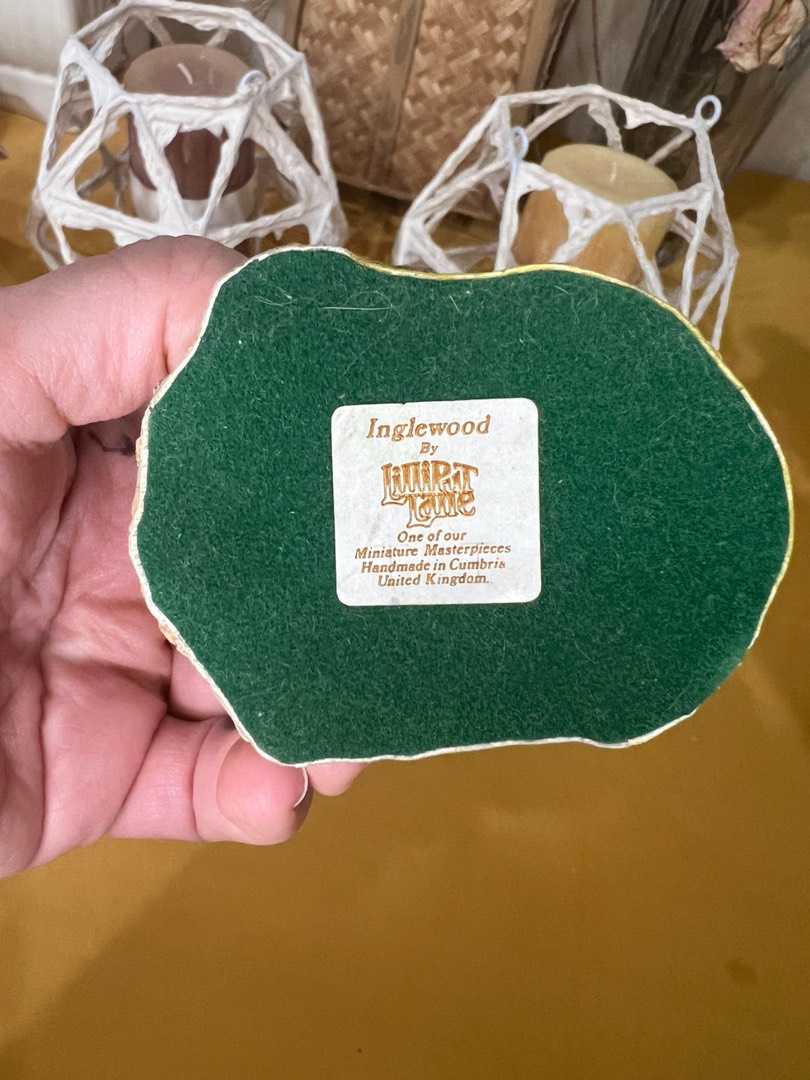 Inglewood
By
Lilliput
Lane
One of our
Miniature Masterpieces
Handmade in Cumbria
United Kingdom.